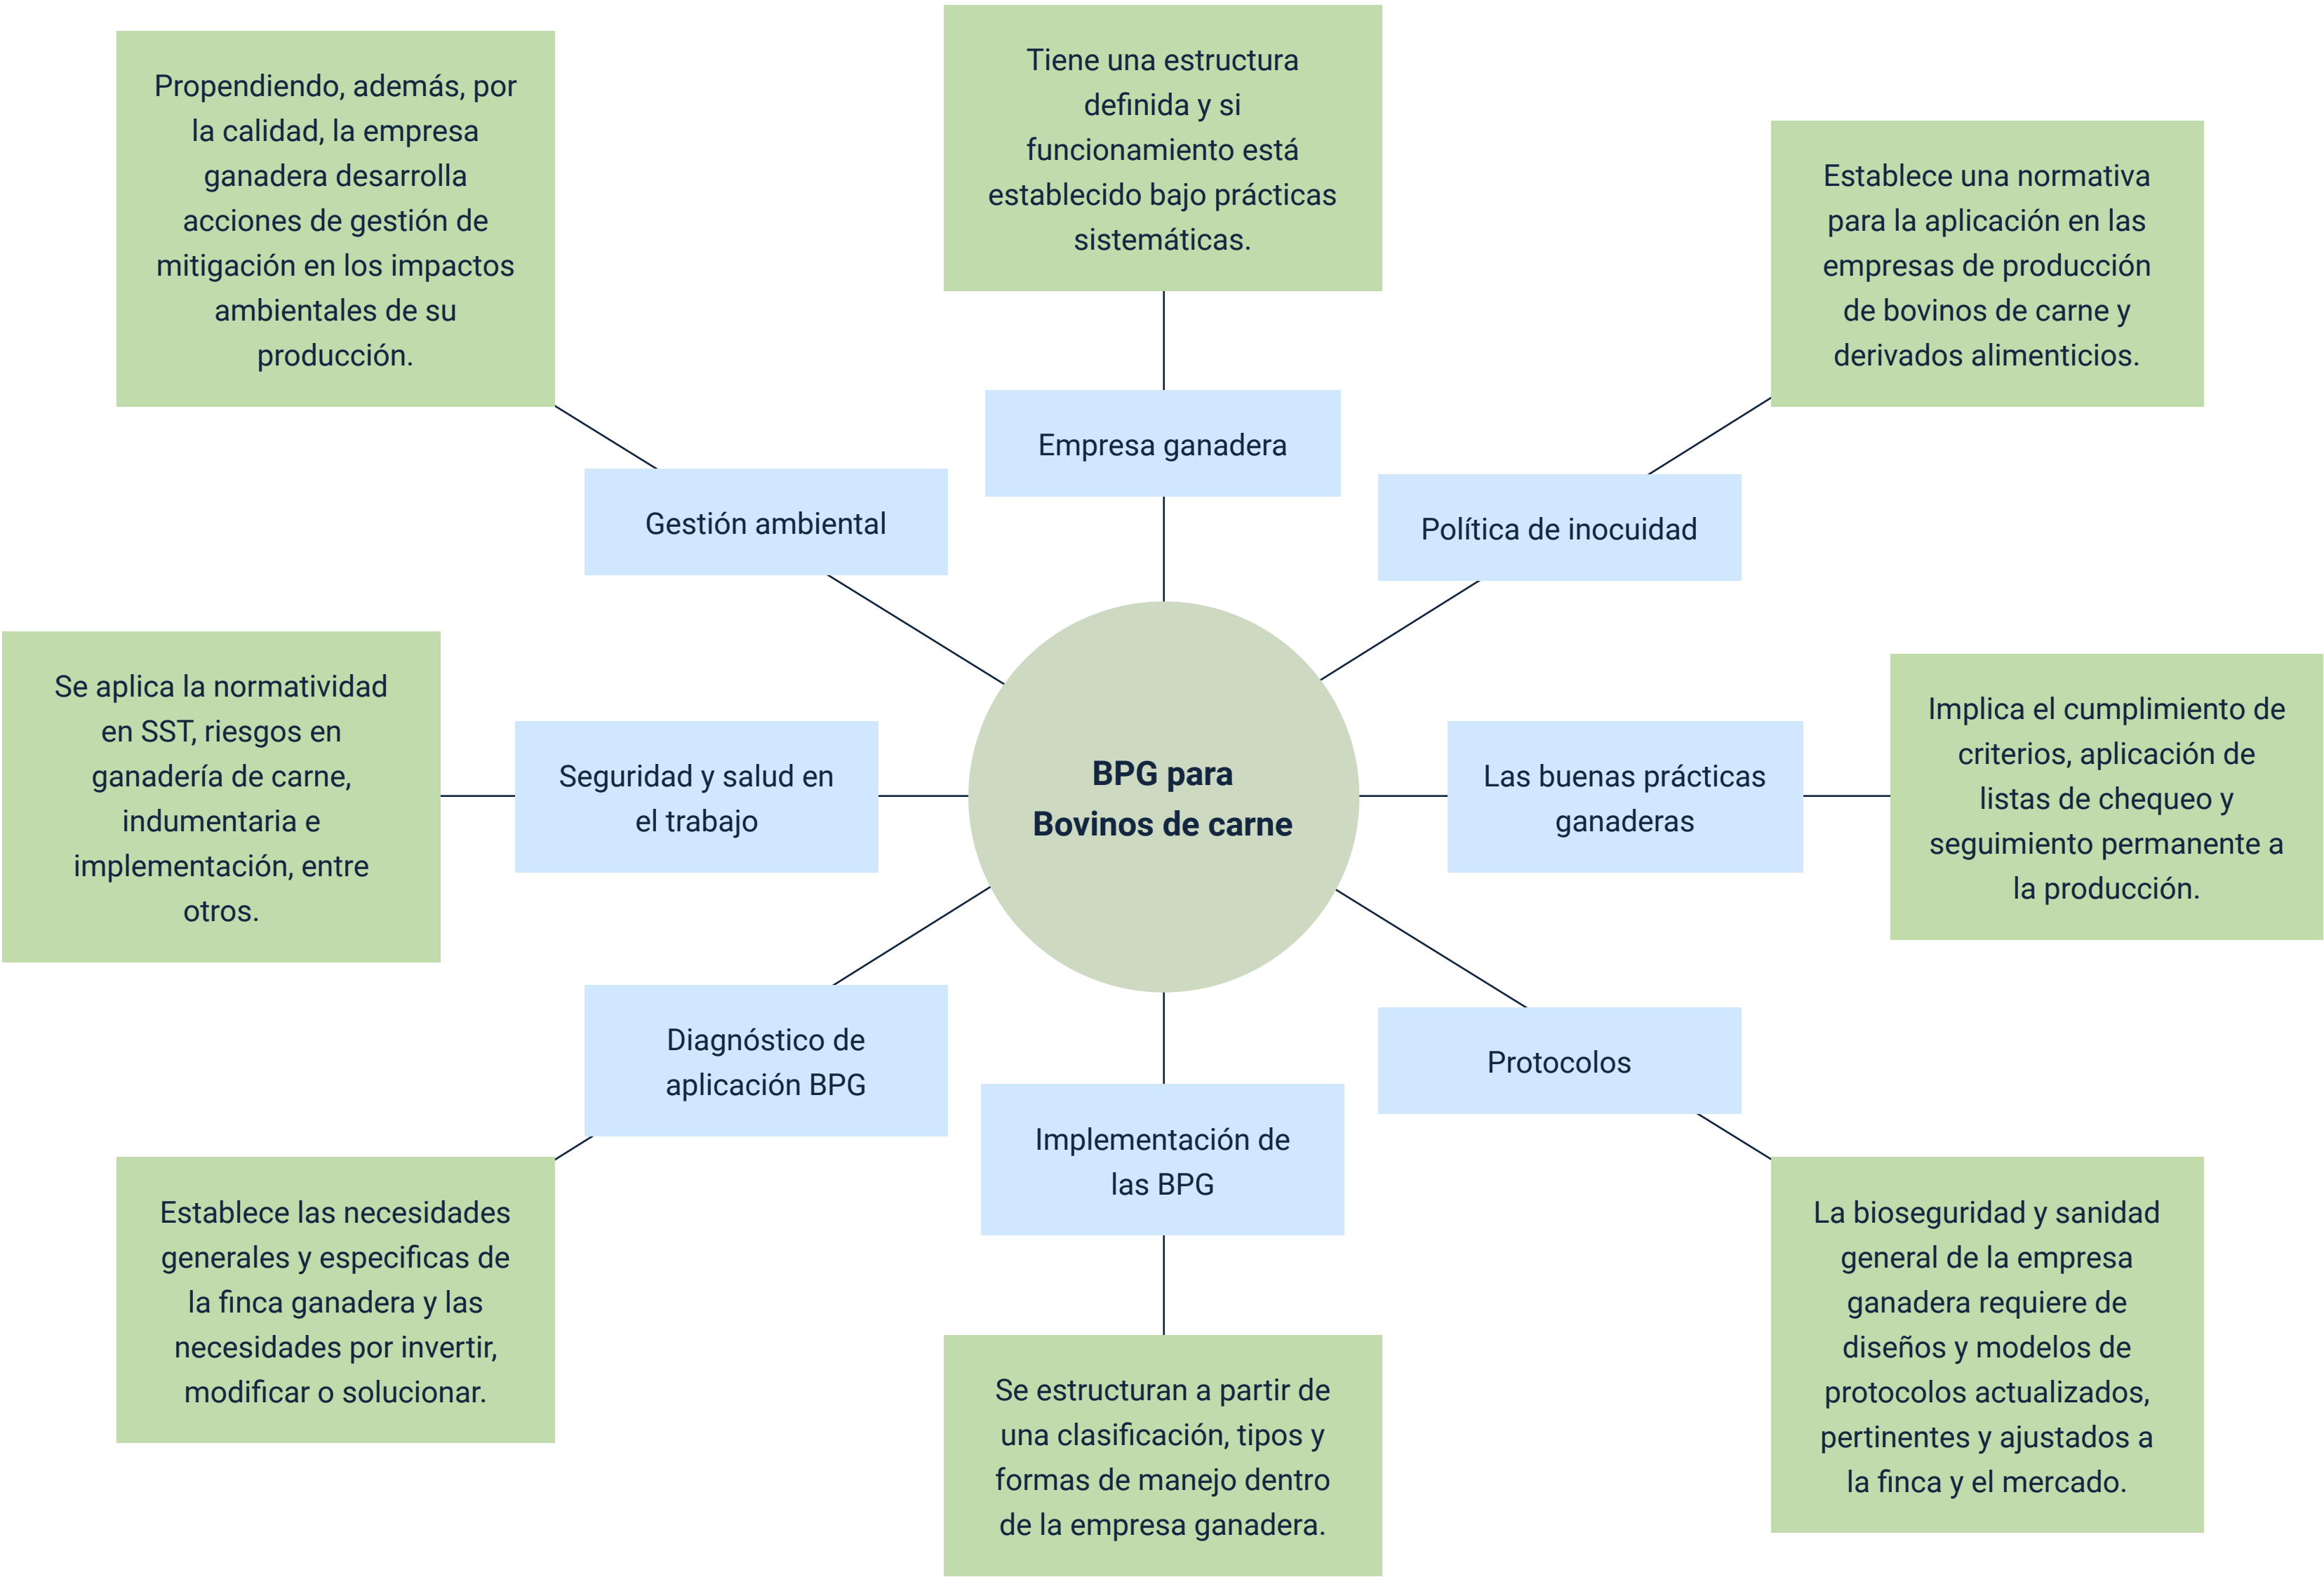 Tiene una estructura
definida y si
funcionamiento está
establecido bajo prácticas
sistemáticas.
Propendiendo, además, por
la calidad, la empresa
ganadera desarrolla
acciones de gestión de
mitigación en los impactos
ambientales de su
producción.
Establece una normativa
para la aplicación en las
empresas de producción
de bovinos de carne y
derivados alimenticios.
Empresa ganadera
Gestión ambiental
Política de inocuidad
Se aplica la normatividad
en SST, riesgos en
ganadería de carne,
indumentaria e
implementación, entre
otros.
Seguridad y salud en
el trabajo
BPG para
Bovinos de carne
Las buenas prácticas
ganaderas
Implica el cumplimiento de
criterios, aplicación de
listas de chequeo y
seguimiento permanente a
la producción.
Diagnóstico de
aplicación BPG
Implementación de
las BPG
Protocolos
Establece las necesidades
generales y especificas de
la finca ganadera y las
necesidades por invertir,
modificar o solucionar.
Se estructuran a partir de
una clasificación, tipos y
formas de manejo dentro
de la empresa ganadera.
La bioseguridad y sanidad
general de la empresa
ganadera requiere de
diseños y modelos de
protocolos actualizados,
pertinentes y ajustados a
la finca y el mercado.